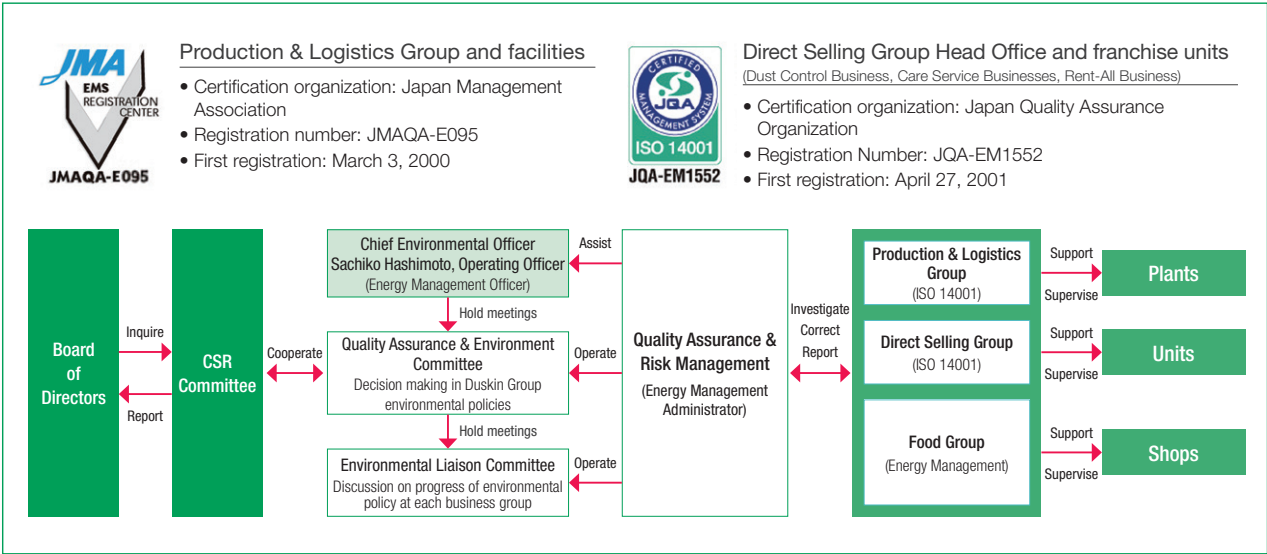 JMA
EMS
REGISTRATION
CENTER
JMAQA-E095
Production & Logistics Group and facilities
• Certification organization: Japan Management
Association
• Registration number: JMAQA-E095
• First registration: March 3, 2000
CERTIFIED
JQA
MANAGEMENT SYSTEM
ISO 14001
JQA-EM1552
Direct Selling Group Head Office and franchise units
(Dust Control Business, Care Service Businesses, Rent-All Business)
• Certification organization: Japan Quality Assurance
Organization
• Registration Number: JQA-EM1552
• First registration: April 27, 2001
Board
of
Directors
Inquire
Report
CSR
Committee
Cooperate
Chief Environmental Officer
Sachiko Hashimoto, Operating Officer
(Energy Management Officer)
Hold meetings
Quality Assurance & Environment
Committee
Decision making in Duskin Group
environmental policies
Hold meetings
Environmental Liaison Committee
Discussion on progress of environmental
policy at each business group
Assist
Operate
Operate
Quality Assurance &
Risk Management
(Energy Management
Administrator)
Investigate
Correct
Report
Production & Logistics
Group
(ISO 14001)
Direct Selling Group
(ISO 14001)
Food Group
(Energy Management)
Support
Supervise
Plants
Support
Supervise
Units
Support
Supervise
Shops